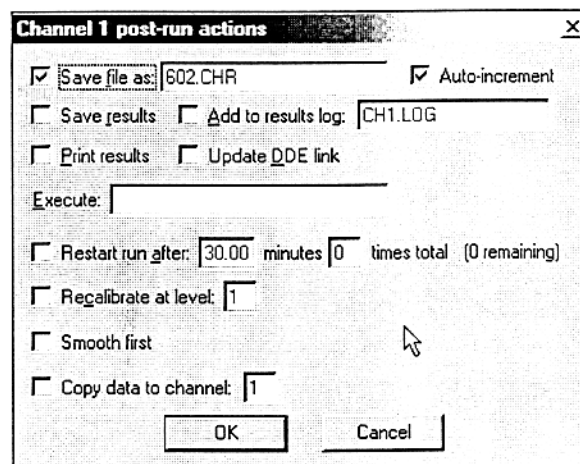 Channel 1 post-run actions
Save file as: 602.CHR Auto-increment
Save results Add to results log: CH1.LOG
Print results Update DDE link
Execute:
Restart run after: 30.00 minutes 0 times total (0 remaining)
Recalibrate at level: 1
Smooth first
Copy data to channel: 1
OK Cancel